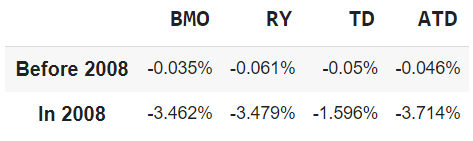 BMO RY TD ATD
Before 2008 -0.035% -0.061% -0.05% -0.046%
In 2008 -3.462% -3.479% -1.596% -3.714%